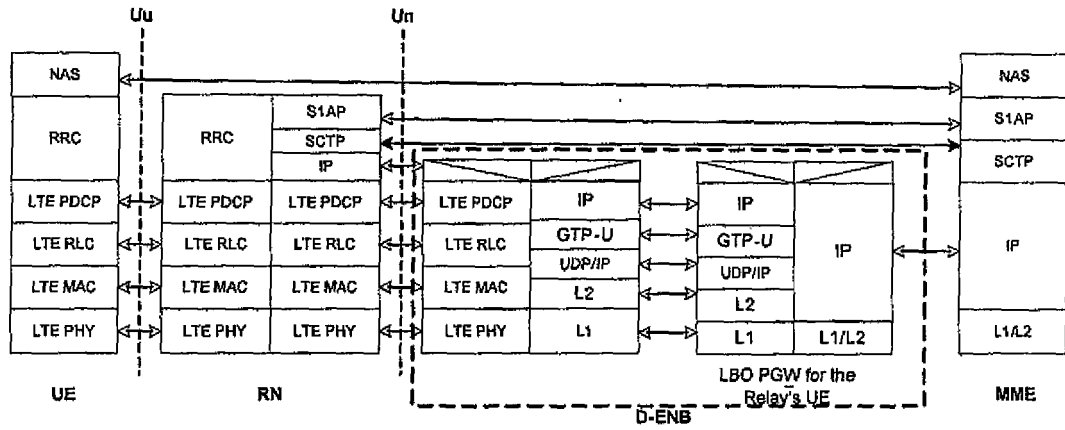 Uu
Un
NAS
RRC
LTE PDCP
LTE RLC
LTE MAC
LTE PHY
UE
RRC
S1AP
SCTP
IP
LTE PDCP
LTE PDCP
LTE RLC
LTE RLC
LTE MAC
LTE MAC
LTE PHY
LTE PHY
RN
LTE PDCP
IP
LTE RLC
GTP-U
UDP/IP
LTE MAC
L2
LTE PHY
L1
IP
GTP-U
UDP/IP
L2
L1
IP
L1/L2
LBO PGW for the
Relay's UE
D-ENB
NAS
S1AP
SCTP
IP
L1/L2
MME